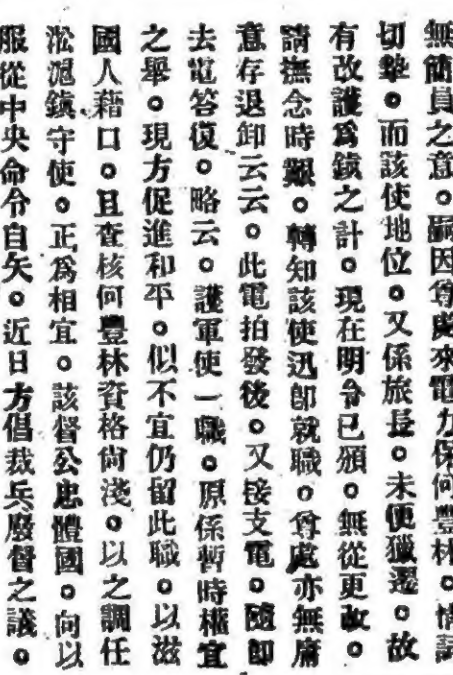 無簡員之意。嗣因尊處來電力保何豐林。情詞
切摯。而該使地位。又係旅長。未便獵遷。故
有改護爲鎮之計。現在明令已頒。無從更改。
請撫念時艱。轉知該使迅卽就職。尊處亦無庸
意存退卸云云。此電拍發後。又接支電。隨卽
去電答復。略云。護軍使一職。原係暫時權宜
之舉。現方促進和平。似不宜仍留此職。以滋
國人藉口。且查核何豐林資格尙淺。以之調任
淞滬鎮守使。正爲相宜。該督公忠體國。向以
服從中央命令自矢。近日方倡裁兵廢督之議。